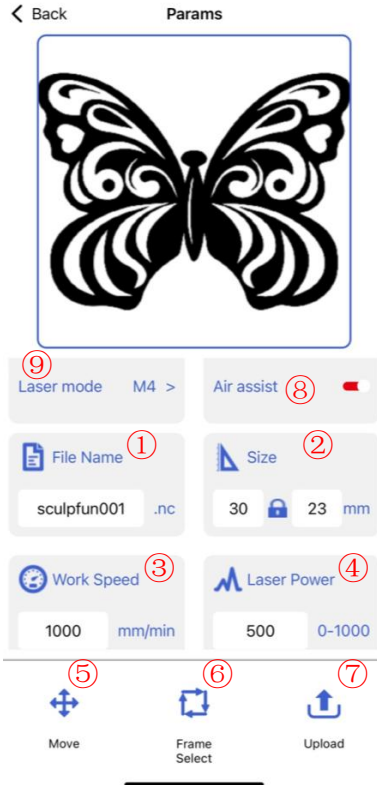 Back Params
⑨
Laser mode M4 >
Air assist ⑧
File Name ①
sculpfun001 .nc
Size ②
30 23 mm
Work Speed ③
1000 mm/min
Laser Power ④
500 0-1000
⑤
Move
⑥
Frame
Select
⑦
Upload